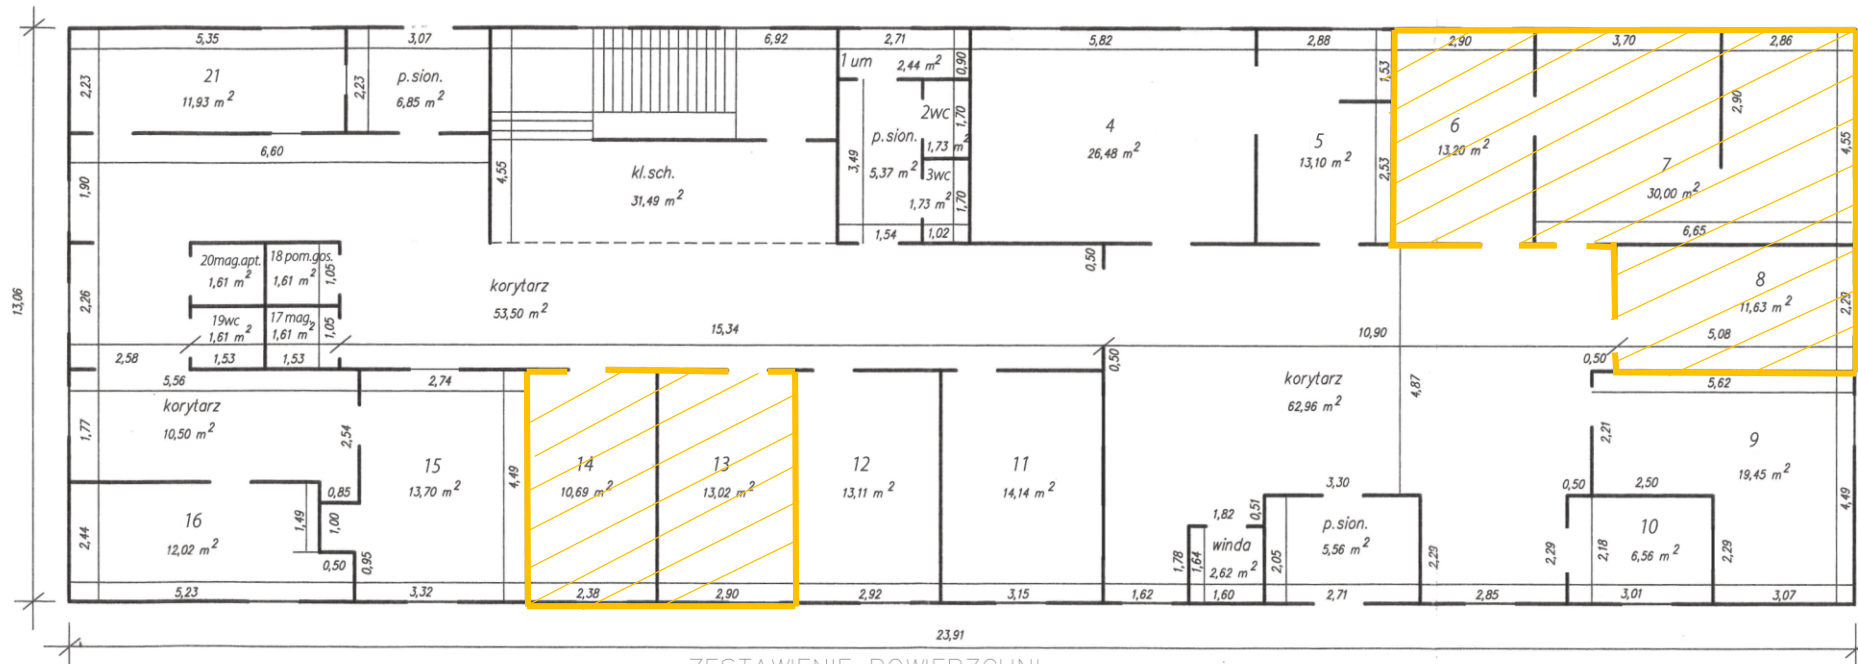 5,35 3,07 6,92 2,71 5,82 2,88 2,90 3,70 2,86
21
11,93 m²
2,23
2,23
p.sion.
6,85 m²
1 um 2,44 m²
0,90
2wc
1,73 m²
1,70
p.sion.
5,37 m²
3,49
3wc
1,73 m²
1,70
1,54 1,02
4
26,48 m²
5
13,10 m²
1,53
2,53
6
13,20 m²
7
30,00 m²
2,90
4,55
6,65
6,60
1,90
4,55
kl.sch.
31,49 m²
13,06
20mag.apt.
1,61 m²
18 pom.gos.
1,61 m²
1,05
19wc
1,61 m²
17 mag.
1,61 m²
1,05
2,26
2,58 1,53 1,53
korytarz
53,50 m²
15,34
0,50
10,90
8
11,63 m²
2,29
5,08
0,50
0,50
5,56 2,74
korytarz
10,50 m²
1,77
2,54
0,85
15
13,70 m²
4,49
14
10,69 m²
13
13,02 m²
12
13,11 m²
11
14,14 m²
korytarz
62,96 m²
4,87
5,62
2,21
9
19,45 m²
4,49
16
12,02 m²
2,44
1,49
1,00
0,50
0,95
1,82
0,51
3,30
winda
2,62 m²
1,78
1,64
2,05
p.sion.
5,56 m²
2,29
0,50 2,50
10
6,56 m²
2,29
2,18
2,29
5,23 3,32 2,38 2,90 2,92 3,15 1,62 1,60 2,71 2,85 3,01 3,07
23,91
ZESTAWIENIE POWIERZCHNI